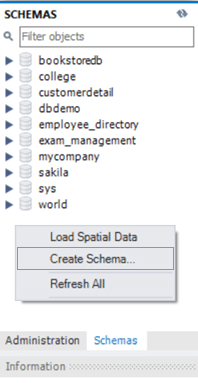 SCHEMAS
Filter objects
bookstoredb
college
customerdetail
dbdemo
employee_directory
exam_management
mycompany
sakila
sys
world
Load Spatial Data
Create Schema...
Refresh All
Administration Schemas
Information